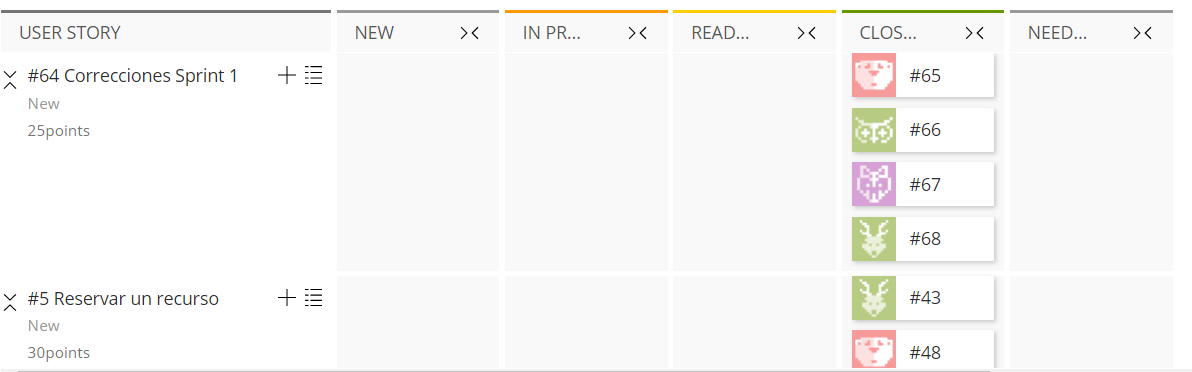 USER STORY NEW IN PR... READ... CLOS... NEED...
#64 Correcciones Sprint 1
New
25points
#65
#66
#67
#68
#5 Reservar un recurso
New
30points
#43
#48